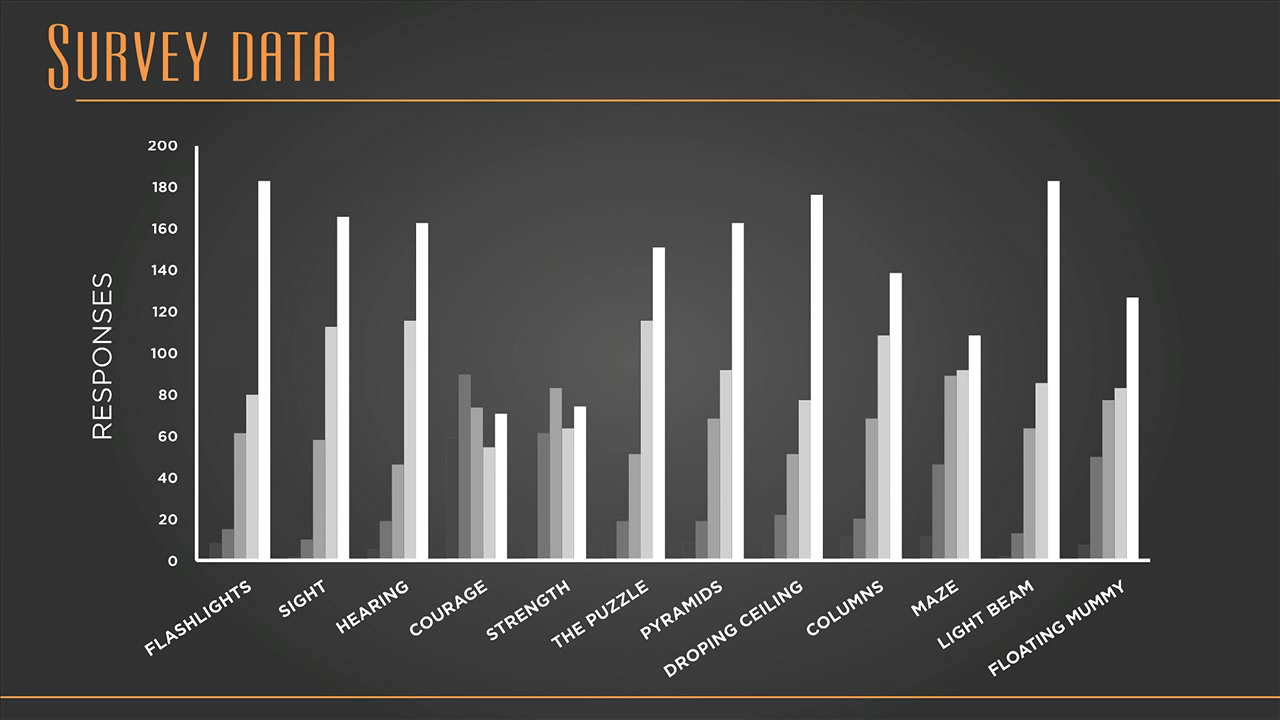 SURVEY DATA
200
180
160
140
120
100
80
60
40
20
0
RESPONSES
FLASHLIGHTS
SIGHT
HEARING
COURAGE
STRENGTH
THE PUZZLE
PYRAMIDS
DROPING CEILING
COLUMNS
MAZE
LIGHT BEAM
FLOATING MUMMY